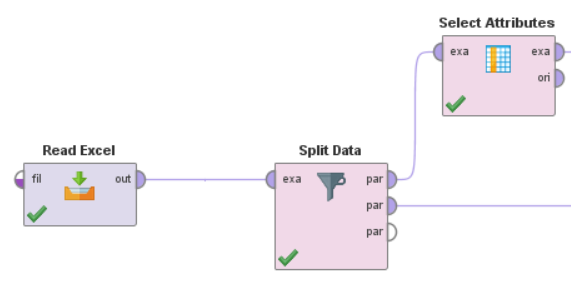 Select Attributes
exa exa
ori
Read Excel
fil out
Split Data
exa par
par
par